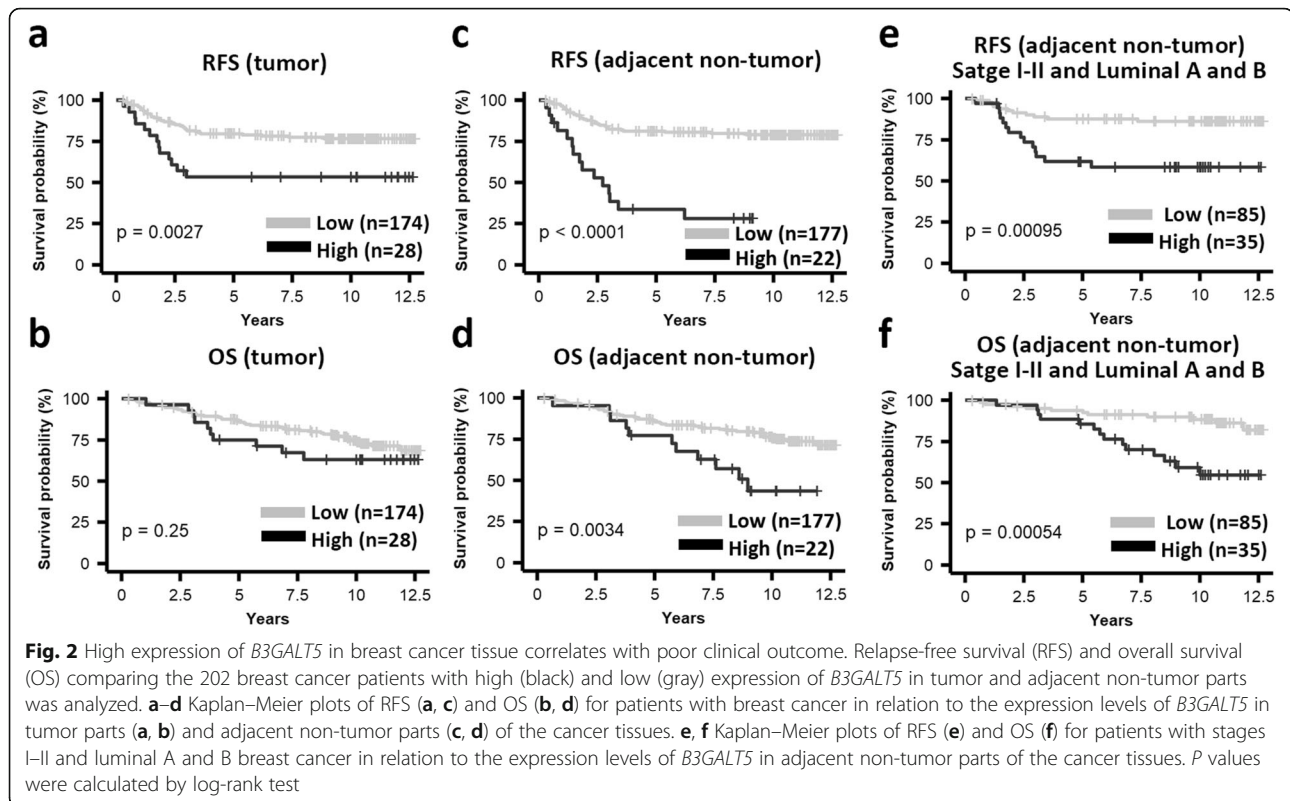 a
RFS (tumor)
Survival probability (%)
100
75
50
25
0
p = 0.0027
Low (n=174)
High (n=28)
0 2.5 5 7.5 10 12.5
Years
b
OS (tumor)
Survival probability (%)
100
75
50
25
0
p = 0.25
Low (n=174)
High (n=28)
0 2.5 5 7.5 10 12.5
Years
c
RFS (adjacent non-tumor)
Survival probability (%)
100
75
50
25
0
p < 0.0001
Low (n=177)
High (n=22)
0 2.5 5 7.5 10 12.5
Years
d
OS (adjacent non-tumor)
Survival probability (%)
100
75
50
25
0
p = 0.0034
Low (n=177)
High (n=22)
0 2.5 5 7.5 10 12.5
Years
e
RFS (adjacent non-tumor)
Satge I-II and Luminal A and B
Survival probability (%)
100
75
50
25
0
p = 0.00095
Low (n=85)
High (n=35)
0 2.5 5 7.5 10 12.5
Years
f
OS (adjacent non-tumor)
Satge I-II and Luminal A and B
Survival probability (%)
100
75
50
25
0
p = 0.00054
Low (n=85)
High (n=35)
0 2.5 5 7.5 10 12.5
Years
Fig. 2 High expression of B3GALT5 in breast cancer tissue correlates with poor clinical outcome. Relapse-free survival (RFS) and overall survival
(OS) comparing the 202 breast cancer patients with high (black) and low (gray) expression of B3GALT5 in tumor and adjacent non-tumor parts
was analyzed. a–d Kaplan–Meier plots of RFS (a, c) and OS (b, d) for patients with breast cancer in relation to the expression levels of B3GALT5 in
tumor parts (a, b) and adjacent non-tumor parts (c, d) of the cancer tissues. e, f Kaplan–Meier plots of RFS (e) and OS (f) for patients with stages
I–II and luminal A and B breast cancer in relation to the expression levels of B3GALT5 in adjacent non-tumor parts of the cancer tissues. P values
were calculated by log-rank test